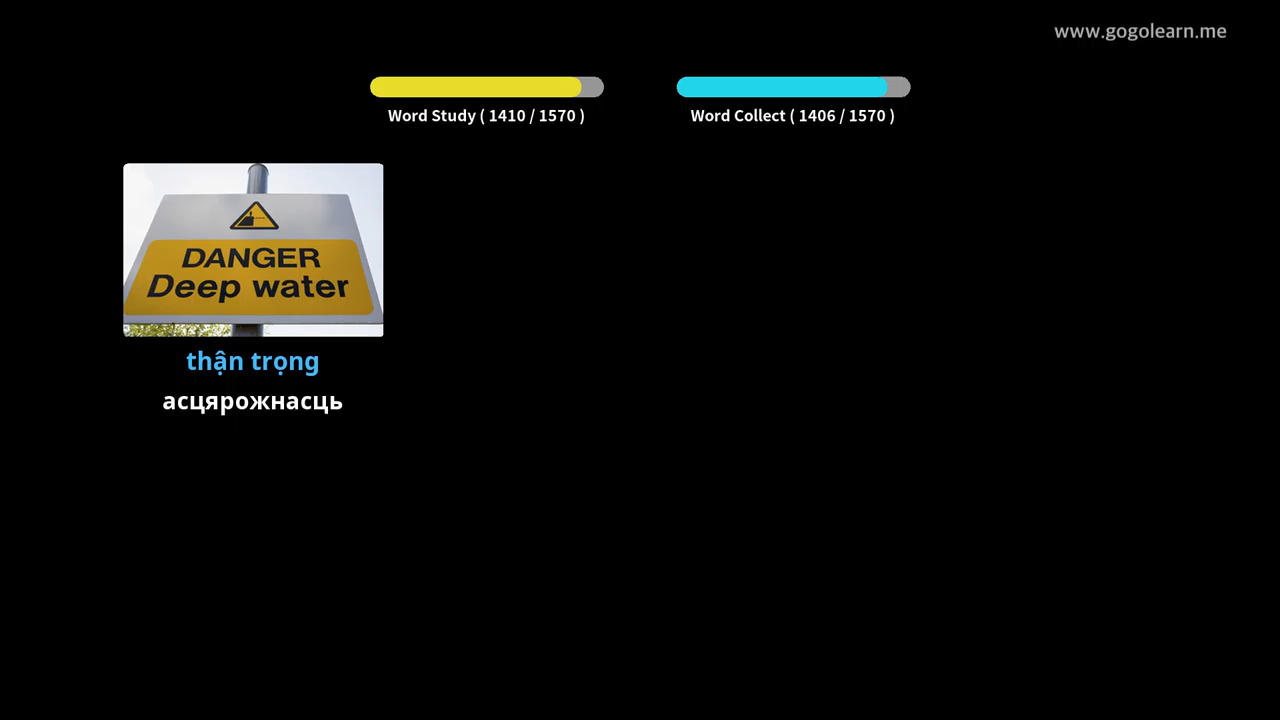 www.gogolearn.me
Word Study ( 1410 / 1570 )
Word Collect ( 1406 / 1570 )
DANGER
Deep water
thận trọng
асцярожнасць